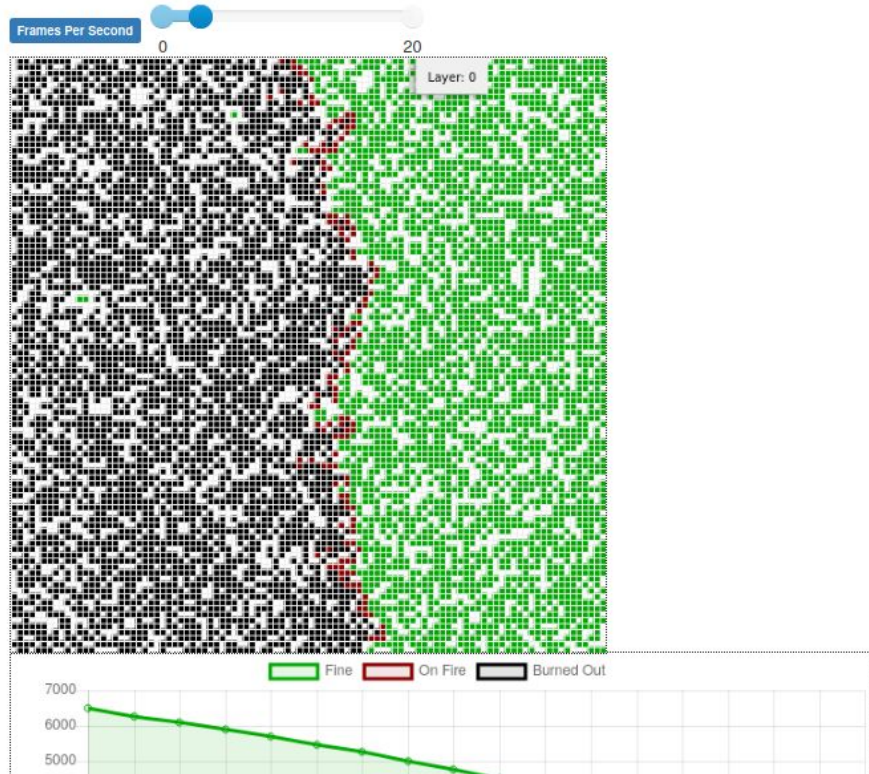 Frames Per Second
0 20
Layer: 0
Fine On Fire Burned Out
7000
6000
5000